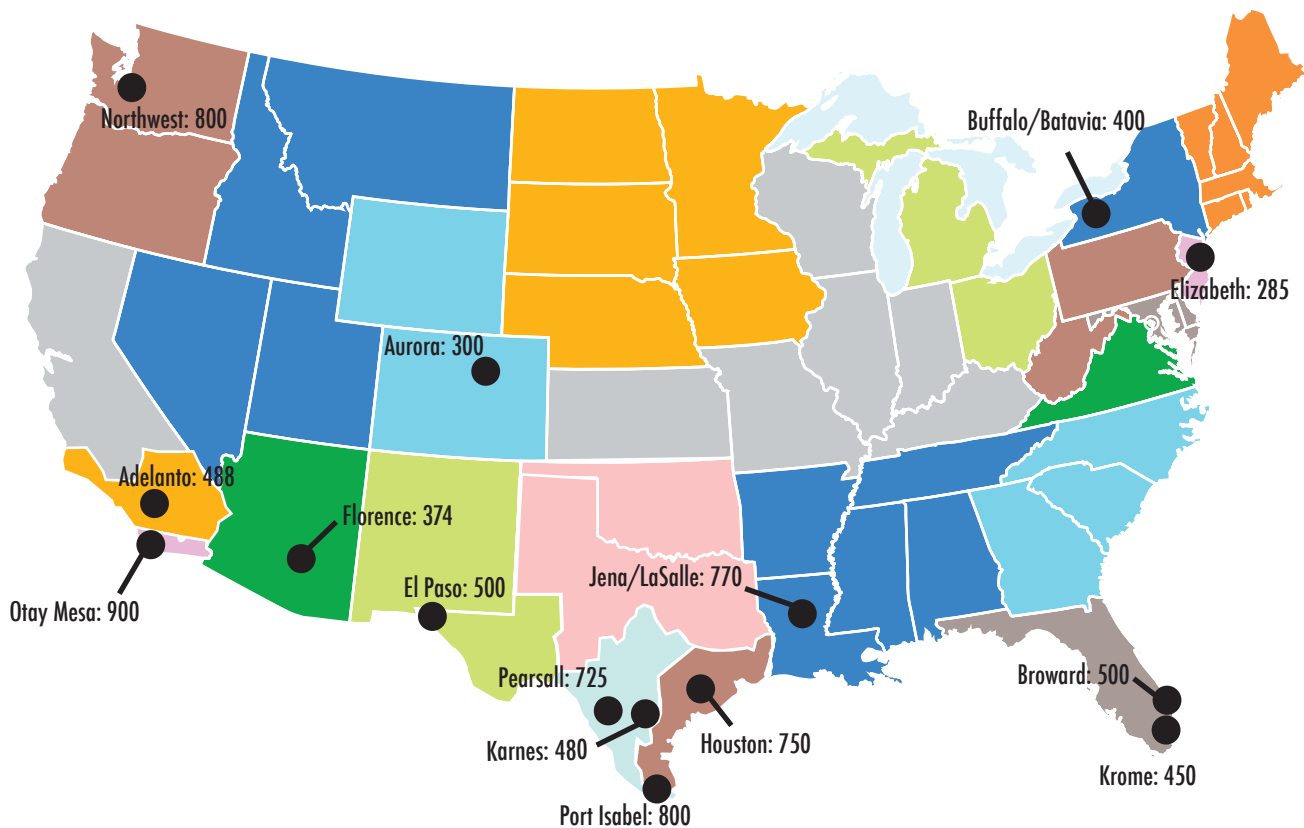 Northwest: 800
Buffalo/Batavia: 400
Elizabeth: 285
Aurora: 300
Adelanto: 488
Florence: 374
Otay Mesa: 900
El Paso: 500
Jena/LaSalle: 770
Pearsall: 725
Karnes: 480
Houston: 750
Port Isabel: 800
Broward: 500
Krome: 450